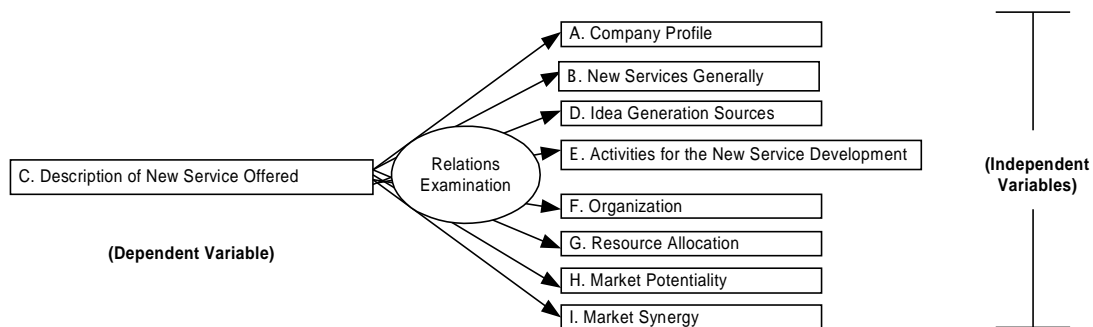 A. Company Profile
B. New Services Generally
D. Idea Generation Sources
E. Activities for the New Service Development
C. Description of New Service Offered
Relations
Examination
(Independent
Variables)
F. Organization
(Dependent Variable)
G. Resource Allocation
H. Market Potentiality
I. Market Synergy